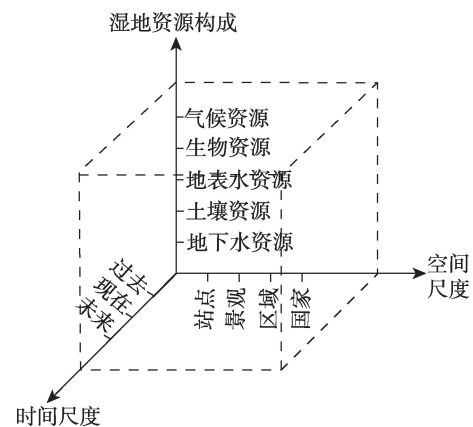 湿地资源构成
气候资源
生物资源
地表水资源
土壤资源
地下水资源
空间
尺度
过去
现在
未来
站点
景观
区域
国家
时间尺度